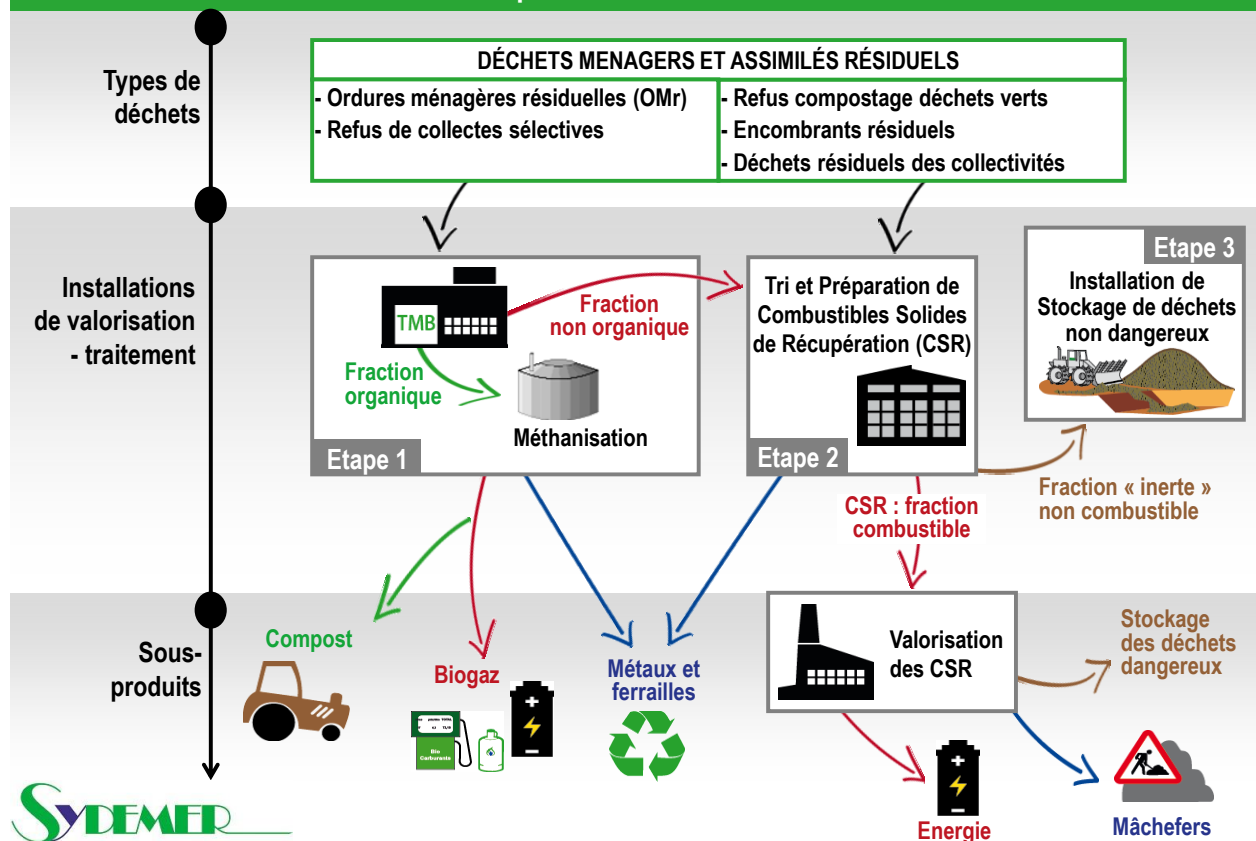 DÉCHETS MENAGERS ET ASSIMILÉS RÉSIDUELS
- Ordures ménagères résiduelles (OMr)
- Refus de collectes sélectives
- Refus compostage déchets verts
- Encombrants résiduels
- Déchets résiduels des collectivités
Types de
déchets
Installations
de valorisation
- traitement
TMB
Fraction
non organique
Fraction
organique
Méthanisation
Etape 1
Tri et Préparation de
Combustibles Solides
de Récupération (CSR)
Etape 2
Etape 3
Installation de
Stockage de déchets
non dangereux
CSR : fraction
combustible
Fraction « inerte »
non combustible
Sous-
produits
Compost
Biogaz
Bio
Carburants
Métaux et
ferrailles
Valorisation
des CSR
Stockage
des déchets
dangereux
Energie
Mâchefers
SYDEMER